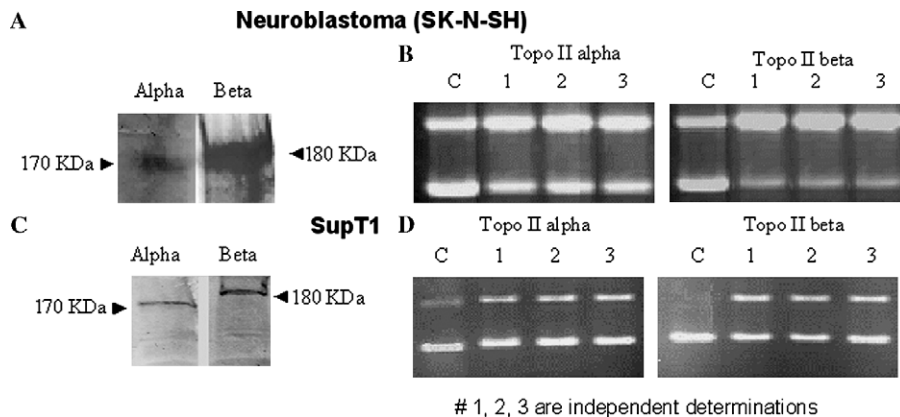 A
Neuroblastoma (SK-N-SH)
Alpha Beta
170 KDa
180 KDa
B
Topo II alpha
C 1 2 3
Topo II beta
C 1 2 3
C
SupT1
Alpha Beta
170 KDa
180 KDa
D
Topo II alpha
C 1 2 3
Topo II beta
C 1 2 3
# 1, 2, 3 are independent determinations